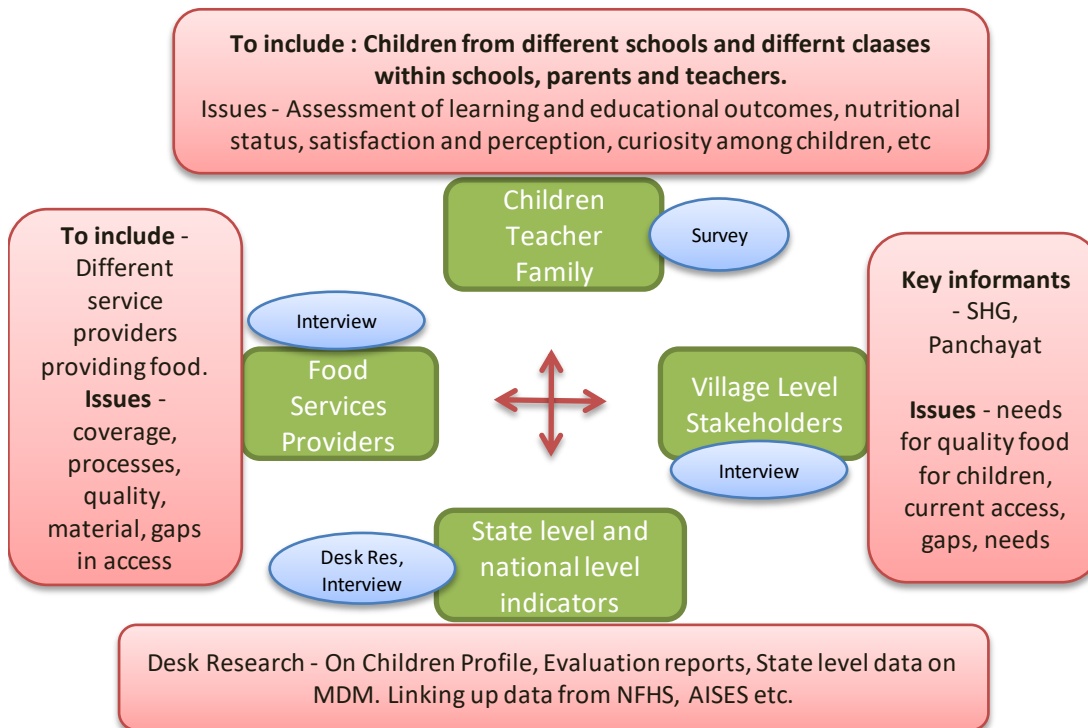 To include : Children from different schools and differnt claases
within schools, parents and teachers.
Issues - Assessment of learning and educational outcomes, nutritional
status, satisfaction and perception, curiosity among children, etc
Children
Teacher
Family
Survey
To include -
Different
service
providers
providing food.
Issues -
coverage,
processes,
quality,
material, gaps
in access
Interview
Food
Services
Providers
Village Level
Stakeholders
Interview
Key informants
- SHG,
Panchayat
Issues - needs
for quality food
for children,
current access,
gaps, needs
Desk Res,
Interview
State level and
national level
indicators
Desk Research - On Children Profile, Evaluation reports, State level data on
MDM. Linking up data from NFHS, AISES etc.